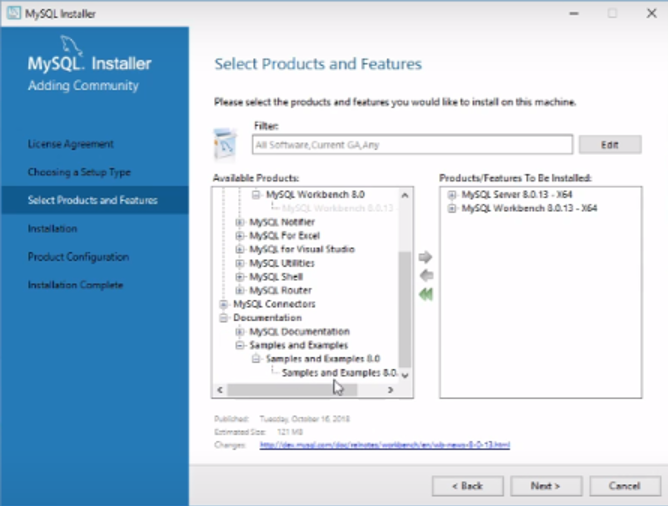 MySQL Installer
MySQL. Installer
Adding Community
License Agreement
Choosing a Setup Type
Select Products and Features
Installation
Product Configuration
Installation Complete
Select Products and Features
Please select the products and features you would like to install on this machine.
Filter:
All Software,Current GA,Any
Edit
Available Products:
MySQL Workbench 8.0
MySQL Workbench 8.0.13
MySQL Notifier
MySQL For Excel
MySQL for Visual Studio
MySQL Utilities
MySQL Shell
MySQL Router
MySQL Connectors
Documentation
MySQL Documentation
Samples and Examples
Samples and Examples 8.0
Samples and Examples 8.0.
Products/Features To Be Installed:
MySQL Server 8.0.13 - X64
MySQL Workbench 8.0.13 - X64
Published: Tuesday, October 16, 2018
Estimated Size: 121 MB
Changes: http://dev.mysql.com/doc/relnotes/workbench/en/wb-news-8-0-13.html
< Back
Next >
Cancel